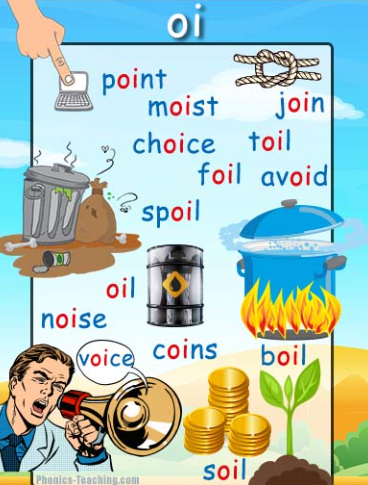 oi
point
moist
join
choice
toil
foil
avoid
spoil
oil
noise
voice
coins
boil
soil
Phonics-Teaching.com